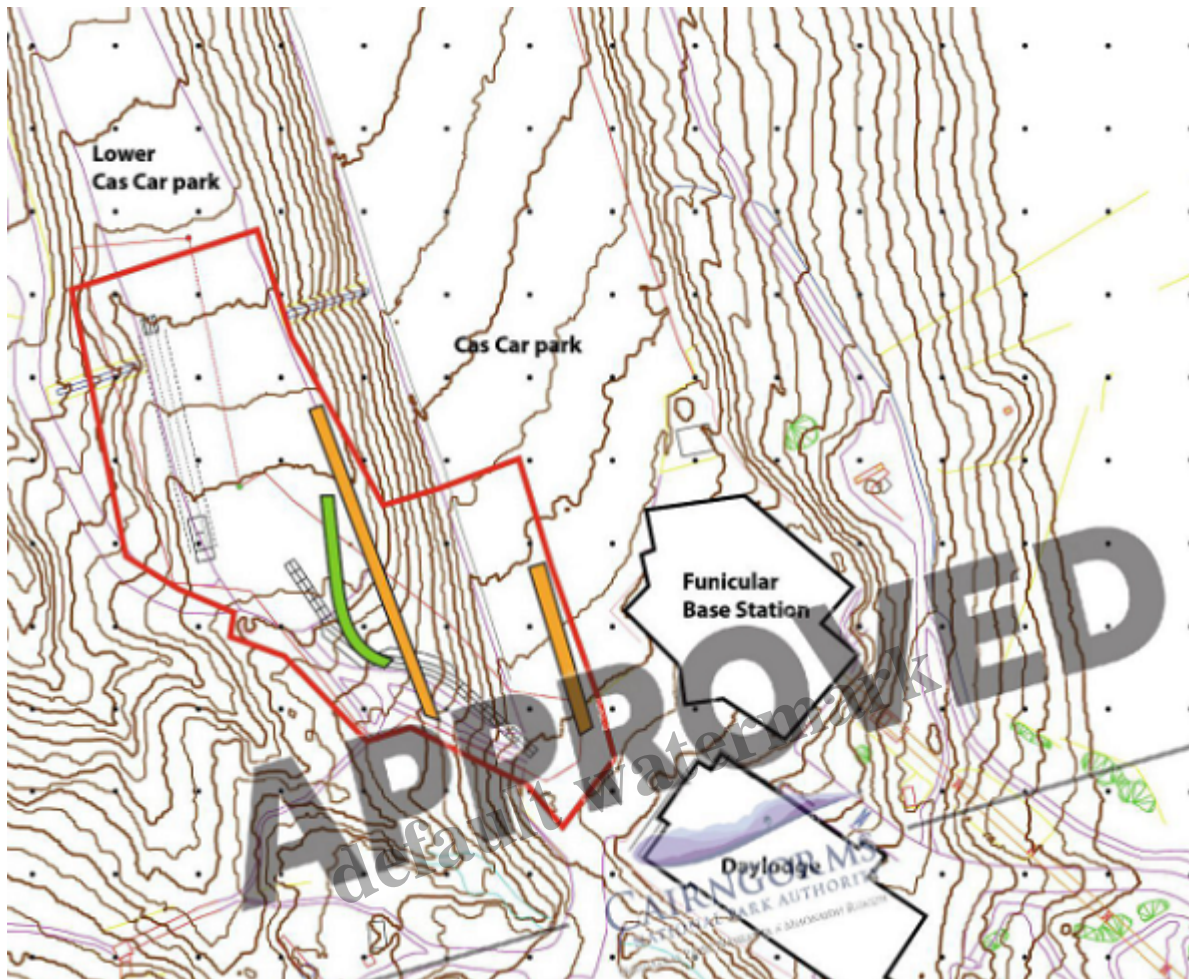 Lower
Cas Car park
Cas Car park
Funicular
Base Station
APPROVED
default watermark
Daylodge
CAIRNGORMS
NATIONAL PARK AUTHORITY